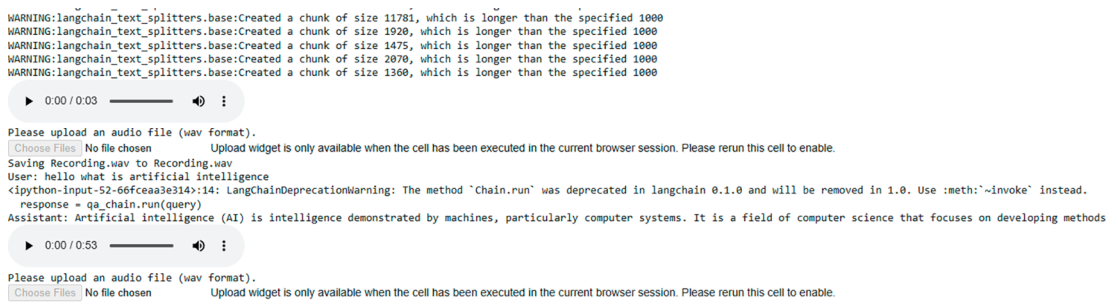 WARNING:langchain_text_splitters.base:Created a chunk of size 11781, which is longer than the specified 1000
WARNING:langchain_text_splitters.base:Created a chunk of size 1920, which is longer than the specified 1000
WARNING:langchain_text_splitters.base:Created a chunk of size 1475, which is longer than the specified 1000
WARNING:langchain_text_splitters.base:Created a chunk of size 2070, which is longer than the specified 1000
WARNING:langchain_text_splitters.base:Created a chunk of size 1360, which is longer than the specified 1000
0:00 / 0:03
Please upload an audio file (wav format).
Choose Files No file chosen Upload widget is only available when the cell has been executed in the current browser session. Please rerun this cell to enable.
Saving Recording.wav to Recording.wav
User: hello what is artificial intelligence
<ipython-input-52-66fceaa3e314>:14: LangChainDeprecationWarning: The method `Chain.run` was deprecated in langchain 0.1.0 and will be removed in 1.0. Use :meth:`~invoke` instead.
  response = qa_chain.run(query)
Assistant: Artificial intelligence (AI) is intelligence demonstrated by machines, particularly computer systems. It is a field of computer science that focuses on developing methods
0:00 / 0:53
Please upload an audio file (wav format).
Choose Files No file chosen Upload widget is only available when the cell has been executed in the current browser session. Please rerun this cell to enable.